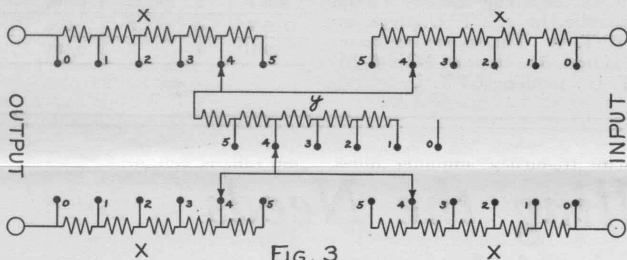 X X
0 1 2 3 4 5 5 4 3 2 1 0
y
5 4 3 2 1 0
OUTPUT
INPUT
0 1 2 3 4 5 5 4 3 2 1 0
X X
FIG. 3